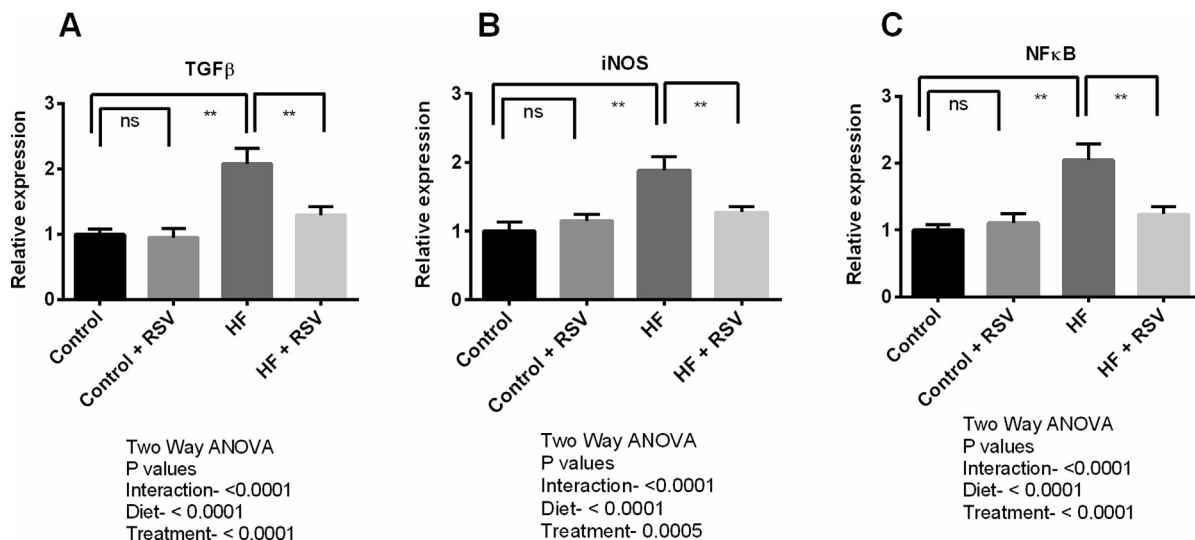 A
TGFβ
Relative expression
3
2
1
0
ns
**
**
Control
Control + RSV
HF
HF + RSV
Two Way ANOVA
P values
Interaction- <0.0001
Diet- < 0.0001
Treatment- < 0.0001
B
iNOS
Relative expression
3
2
1
0
ns
**
**
Control
Control + RSV
HF
HF + RSV
Two Way ANOVA
P values
Interaction- <0.0001
Diet- < 0.0001
Treatment- 0.0005
C
NFκB
Relative expression
3
2
1
0
ns
**
**
Control
Control + RSV
HF
HF + RSV
Two Way ANOVA
P values
Interaction- <0.0001
Diet- < 0.0001
Treatment- < 0.0001